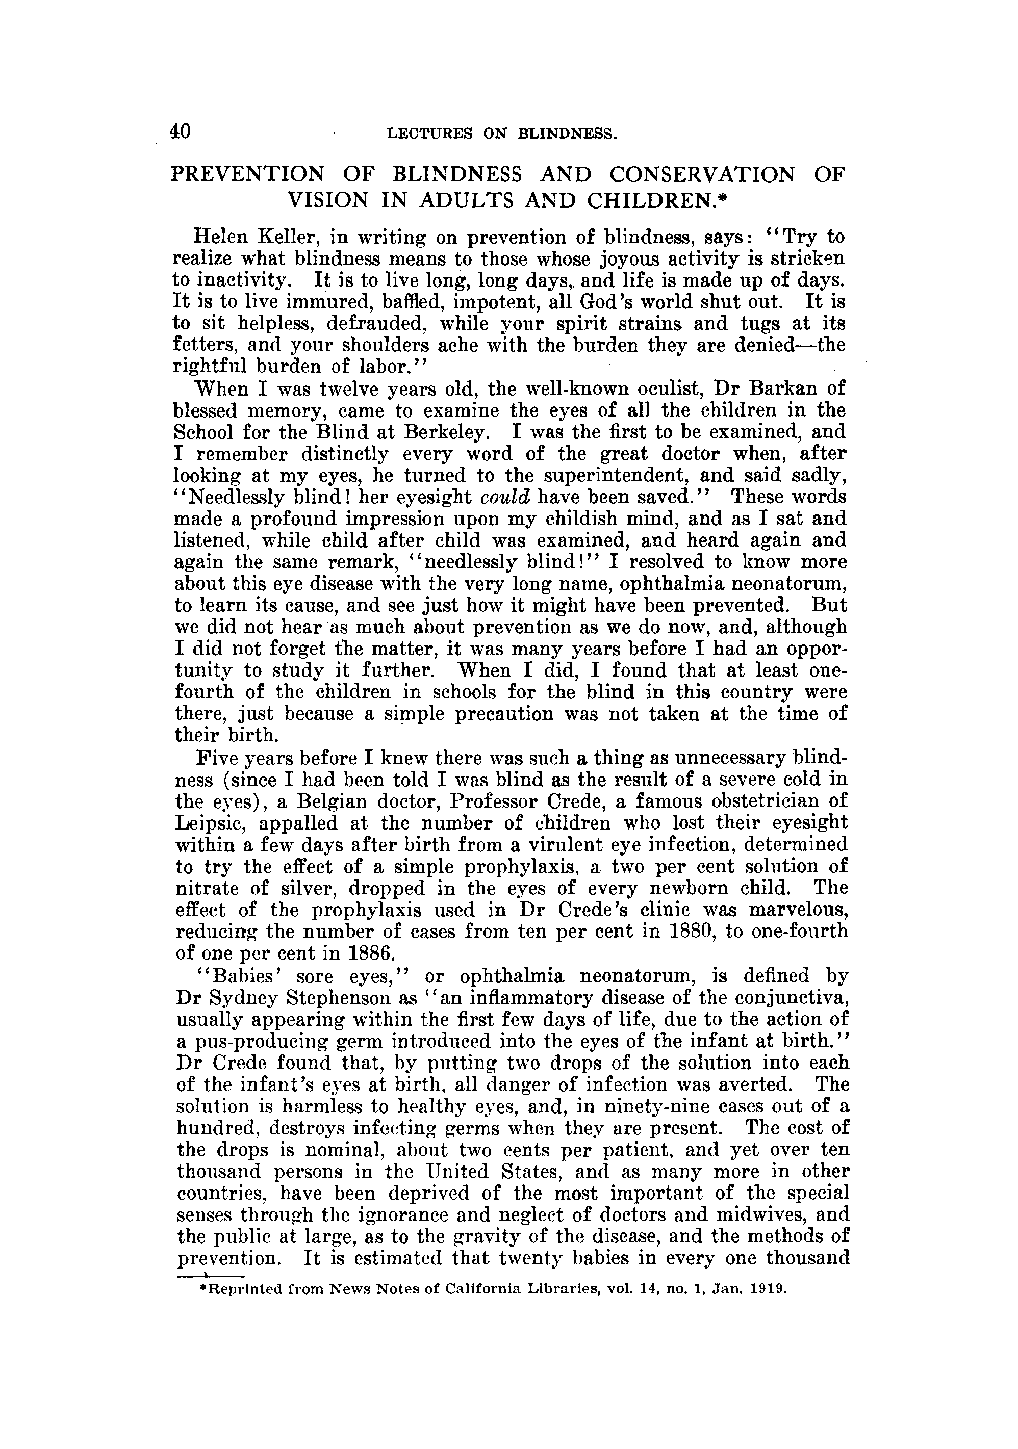 40 LECTURES ON BLINDNESS.
PREVENTION OF BLINDNESS AND CONSERVATION OF
VISION IN ADULTS AND CHILDREN.*
Helen Keller, in writing on prevention of blindness, says: "Try to
realize what blindness means to those whose joyous activity is stricken
to inactivity. It is to live long, long days, and life is made up of days.
It is to live immured, baffled, impotent, all God's world shut out. It is
to sit helpless, defrauded, while your spirit strains and tugs at its
fetters, and your shoulders ache with the burden they are denied—the
rightful burden of labor."
When I was twelve years old, the well-known oculist, Dr Barkan of
blessed memory, came to examine the eyes of all the children in the
School for the Blind at Berkeley. I was the first to be examined, and
I remember distinctly every word of the great doctor when, after
looking at my eyes, he turned to the superintendent, and said sadly,
"Needlessly blind! her eyesight could have been saved." These words
made a profound impression upon my childish mind, and as I sat and
listened, while child after child was examined, and heard again and
again the same remark, "needlessly blind!" I resolved to know more
about this eye disease with the very long name, ophthalmia neonatorum,
to learn its cause, and see just how it might have been prevented. But
we did not hear as much about prevention as we do now, and, although
I did not forget the matter, it was many years before I had an oppor-
tunity to study it further. When I did, I found that at least one-
fourth of the children in schools for the blind in this country were
there, just because a simple precaution was not taken at the time of
their birth.
Five years before I knew there was such a thing as unnecessary blind-
ness (since I had been told I was blind as the result of a severe cold in
the eyes), a Belgian doctor, Professor Crede, a famous obstetrician of
Leipsic, appalled at the number of children who lost their eyesight
within a few days after birth from a virulent eye infection, determined
to try the effect of a simple prophylaxis, a two per cent solution of
nitrate of silver, dropped in the eyes of every newborn child. The
effect of the prophylaxis used in Dr Crede's clinic was marvelous,
reducing the number of cases from ten per cent in 1880, to one-fourth
of one per cent in 1886.
"Babies' sore eyes," or ophthalmia neonatorum, is defined by
Dr Sydney Stephenson as "an inflammatory disease of the conjunctiva,
usually appearing within the first few days of life, due to the action of
a pus-producing germ introduced into the eyes of the infant at birth."
Dr Crede found that, by putting two drops of the solution into each
of the infant's eyes at birth, all danger of infection was averted. The
solution is harmless to healthy eyes, and, in ninety-nine cases out of a
hundred, destroys infecting germs when they are present. The cost of
the drops is nominal, about two cents per patient, and yet over ten
thousand persons in the United States, and as many more in other
countries, have been deprived of the most important of the special
senses through the ignorance and neglect of doctors and midwives, and
the public at large, as to the gravity of the disease, and the methods of
prevention. It is estimated that twenty babies in every one thousand
*Reprinted from News Notes of California Libraries, vol. 14, no. 1, Jan. 1919.